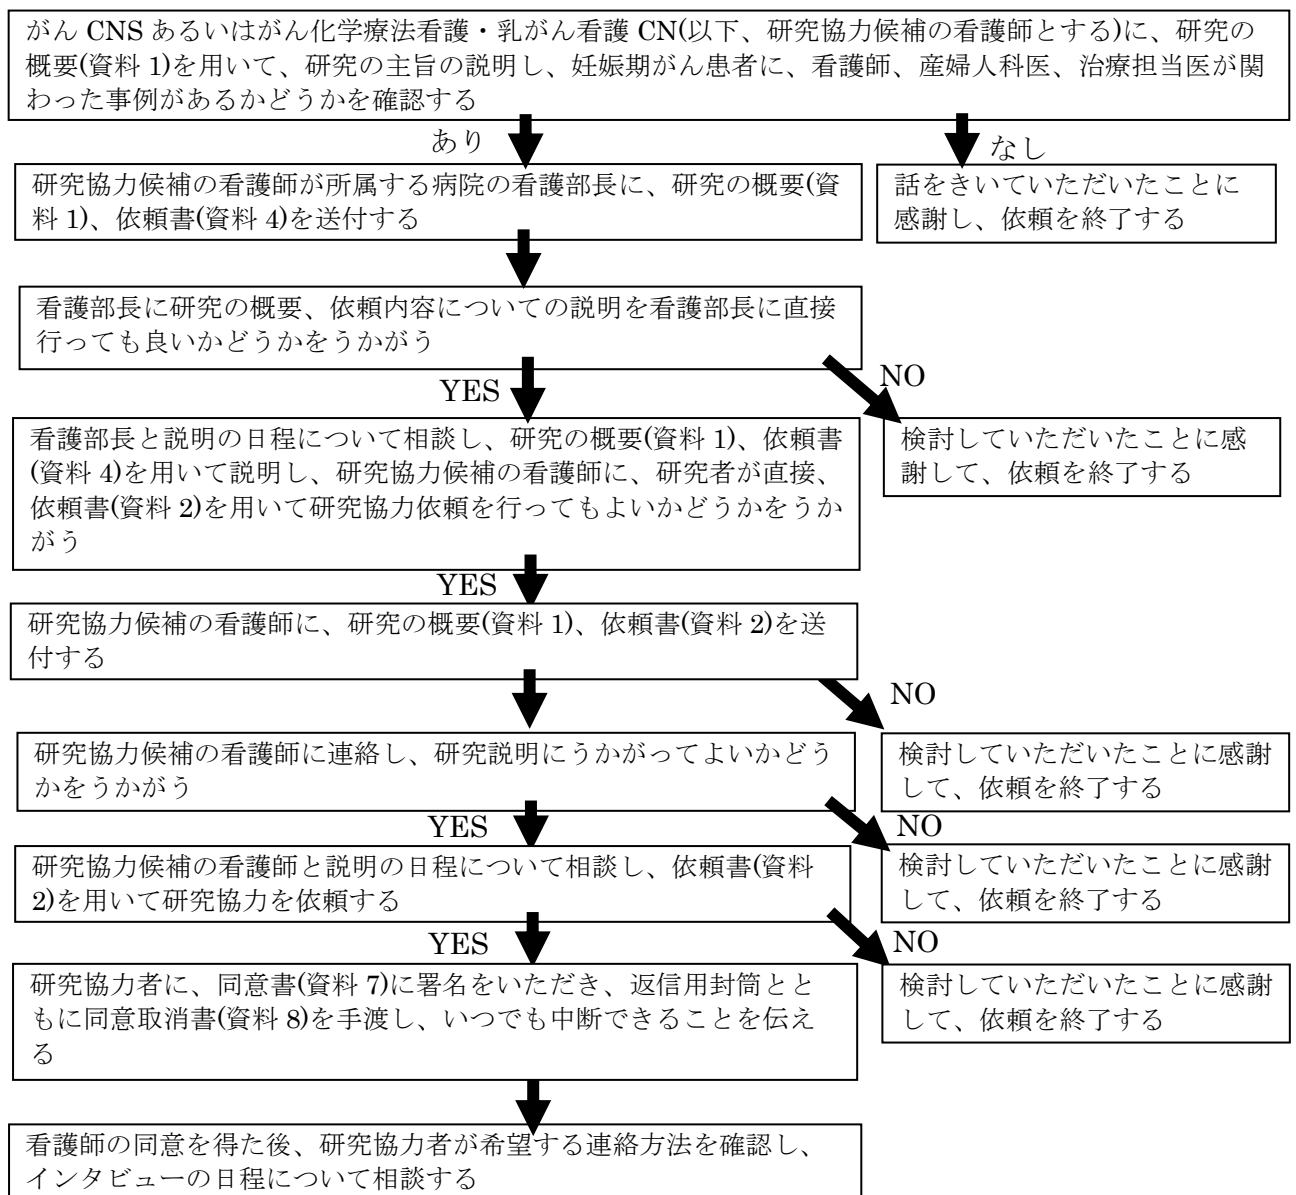 がん CNS あるいはがん化学療法看護・乳がん看護 CN(以下、研究協力候補の看護師とする)に、研究の
概要(資料 1)を用いて、研究の主旨の説明し、妊娠期がん患者に、看護師、産婦人科医、治療担当医が関
わった事例があるかどうかを確認する
あり
なし
研究協力候補の看護師が所属する病院の看護部長に、研究の概要(資
料 1)、依頼書(資料 4)を送付する
話をきいていただいたことに
感謝し、依頼を終了する
看護部長に研究の概要、依頼内容についての説明を看護部長に直接
行っても良いかどうかをうかがう
YES
NO
看護部長と説明の日程について相談し、研究の概要(資料 1)、依頼書
(資料 4)を用いて説明し、研究協力候補の看護師に、研究者が直接、
依頼書(資料 2)を用いて研究協力依頼を行ってもよいかどうかをうか
がう
検討していただいたことに感
謝して、依頼を終了する
YES
研究協力候補の看護師に、研究の概要(資料 1)、依頼書(資料 2)を送
付する
NO
研究協力候補の看護師に連絡し、研究説明にうかがってよいかどう
かをうかがう
検討していただいたことに感謝
して、依頼を終了する
YES
NO
研究協力候補の看護師と説明の日程について相談し、依頼書(資料
2)を用いて研究協力を依頼する
検討していただいたことに感謝
して、依頼を終了する
YES
NO
研究協力者に、同意書(資料 7)に署名をいただき、返信用封筒とと
もに同意取消書(資料 8)を手渡し、いつでも中断できることを伝え
る
検討していただいたことに感謝
して、依頼を終了する
看護師の同意を得た後、研究協力者が希望する連絡方法を確認し、
インタビューの日程について相談する